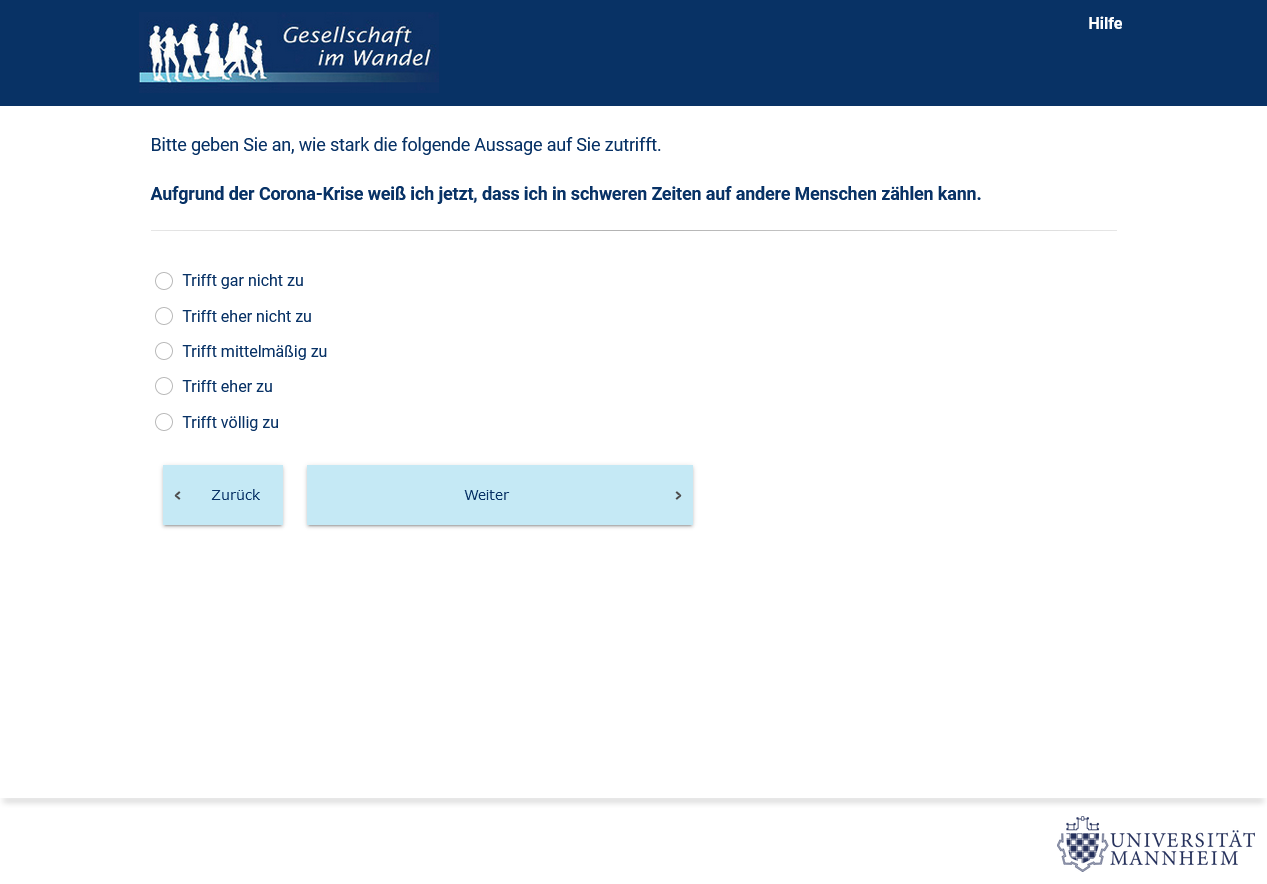 Gesellschaft
im Wandel
Hilfe
Bitte geben Sie an, wie stark die folgende Aussage auf Sie zutrifft.
Aufgrund der Corona-Krise weiß ich jetzt, dass ich in schweren Zeiten auf andere Menschen zählen kann.
Trifft gar nicht zu
Trifft eher nicht zu
Trifft mittelmäßig zu
Trifft eher zu
Trifft völlig zu
Zurück
Weiter
UNIVERSITÄT
MANNHEIM